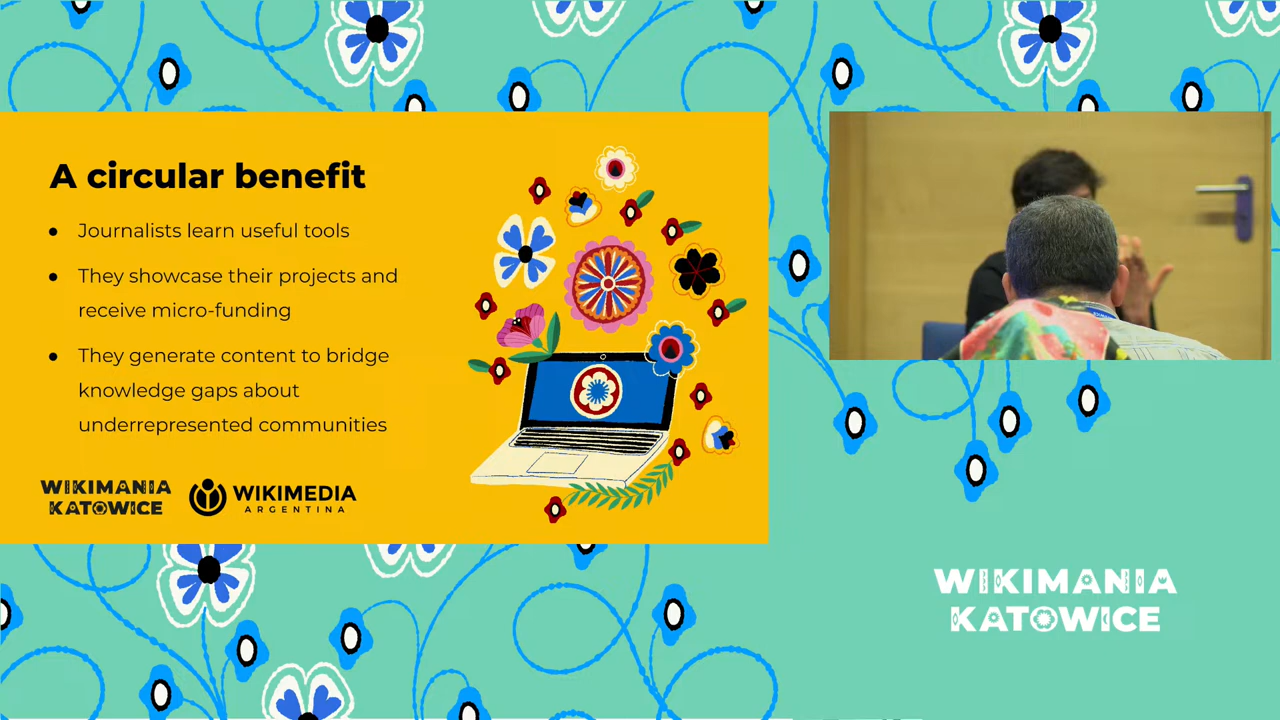 A circular benefit
● Journalists learn useful tools
● They showcase their projects and
receive micro-funding
● They generate content to bridge
knowledge gaps about
underrepresented communities
WIKIMANIA
KATOWICE
WIKIMEDIA
ARGENTINA
WIKIMANIA
KATOWICE